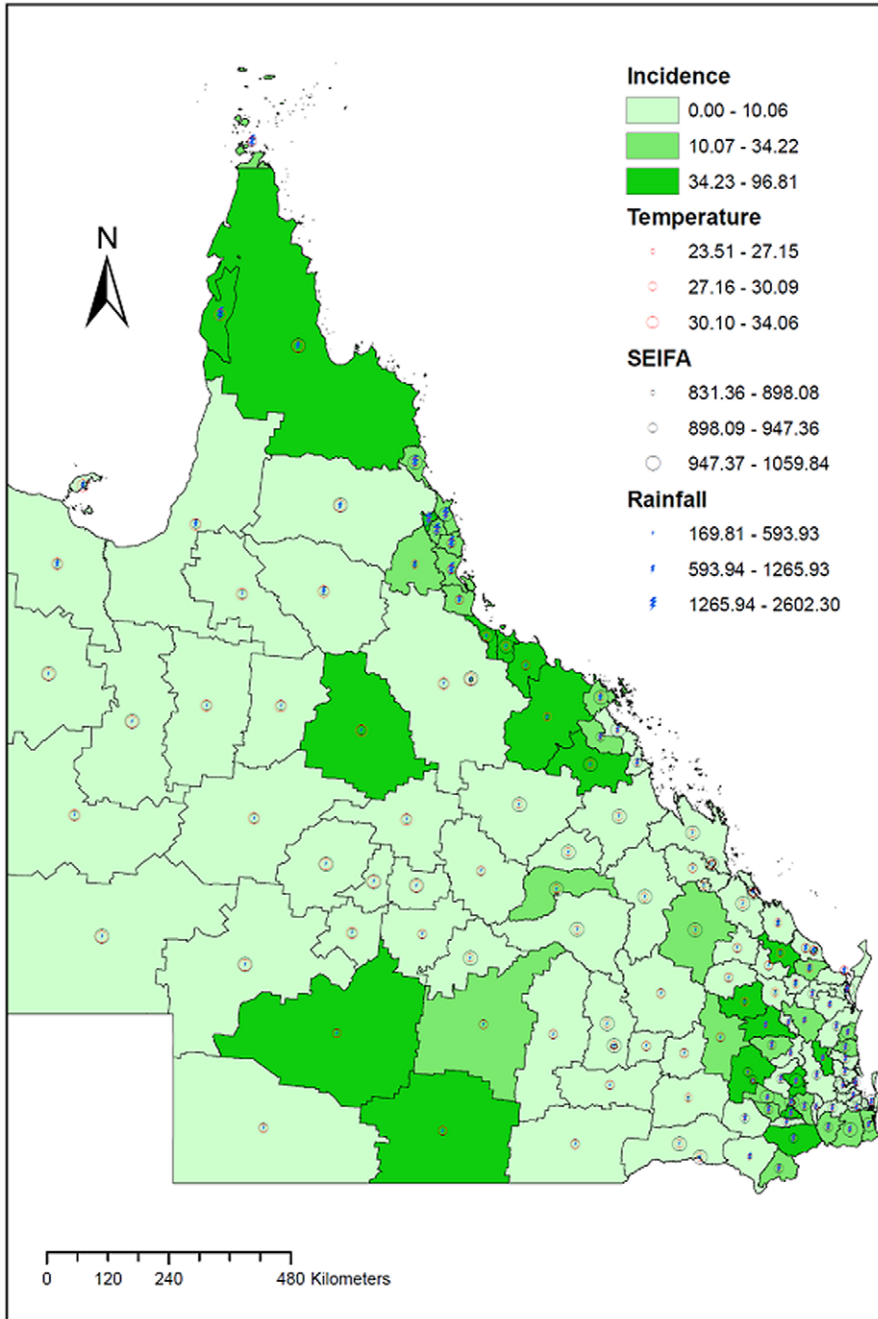 Incidence
0.00 - 10.06
10.07 - 34.22
34.23 - 96.81
Temperature
23.51 - 27.15
27.16 - 30.09
30.10 - 34.06
SEIFA
831.36 - 898.08
898.09 - 947.36
947.37 - 1059.84
Rainfall
169.81 - 593.93
593.94 - 1265.93
1265.94 - 2602.30
N
0 120 240 480 Kilometers